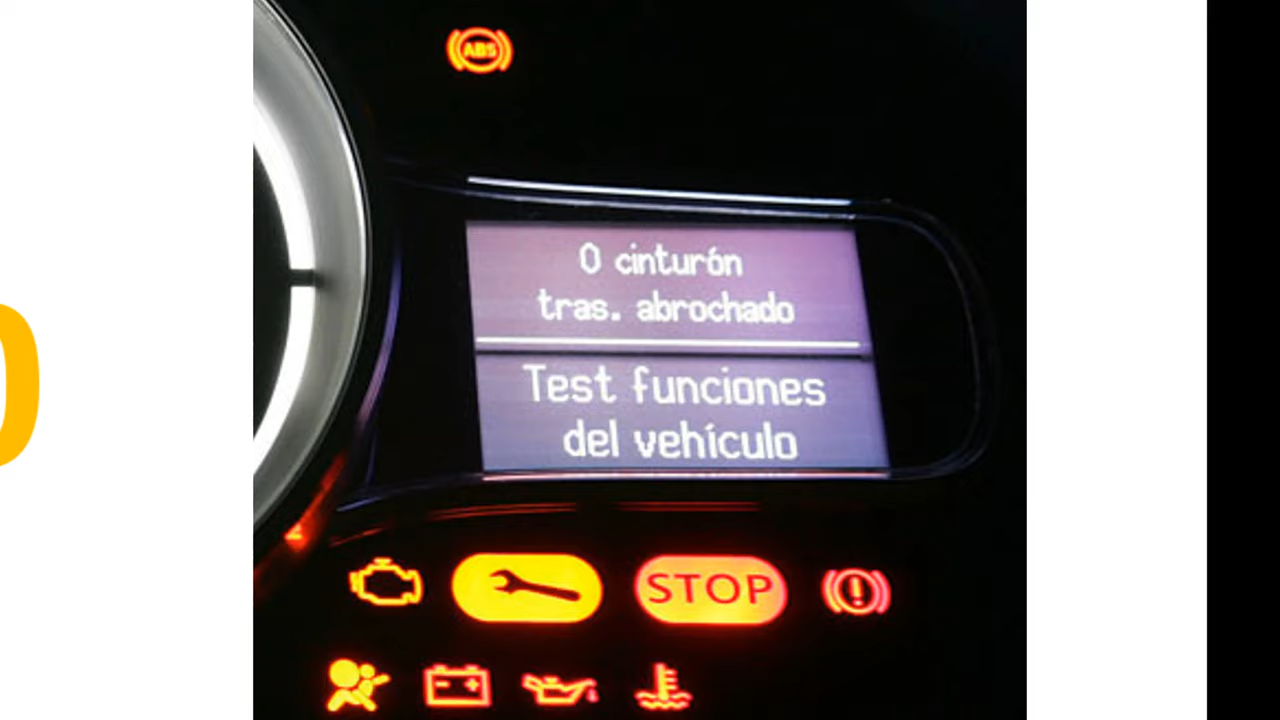 ABS
0 cinturón
tras. abrochado
Test funciones
del vehículo
STOP